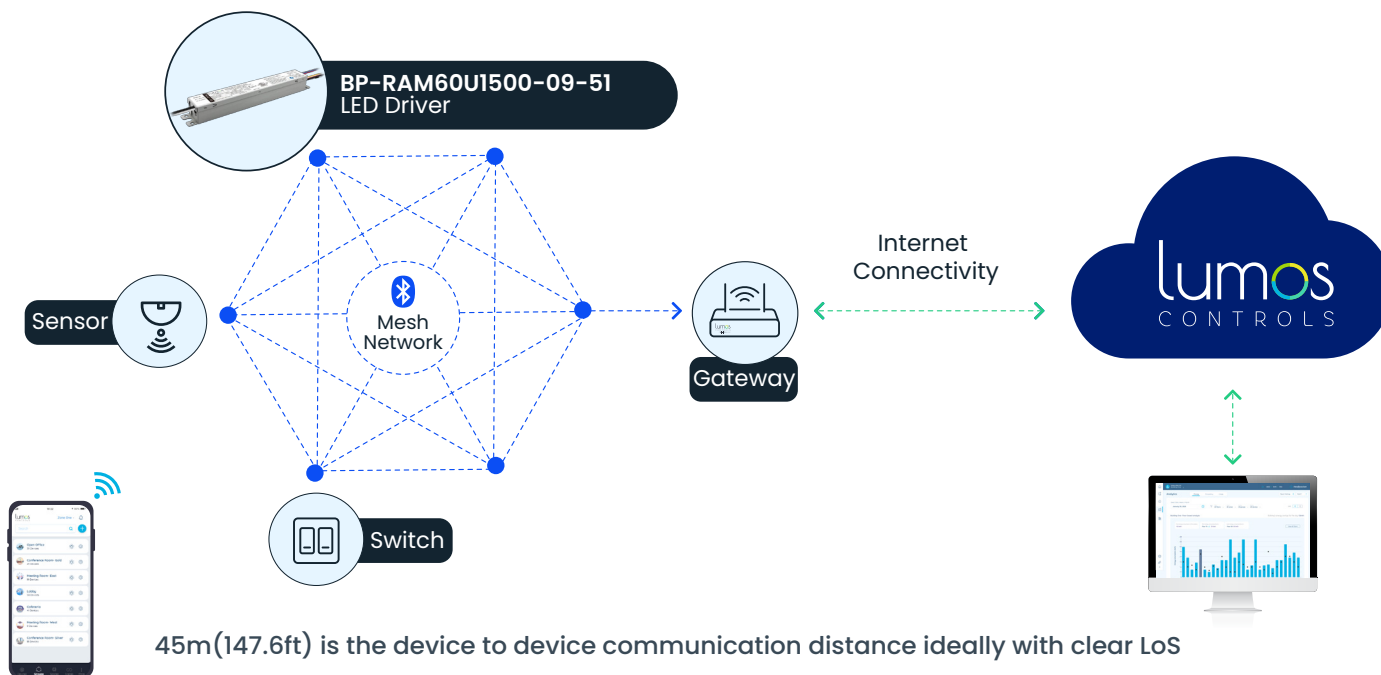 BP-RAM60U1500-09-51
LED Driver
Sensor
Mesh
Network
Gateway
Internet
Connectivity
lumos
CONTROLS
Switch
lumos
45m(147.6ft) is the device to device communication distance ideally with clear LoS